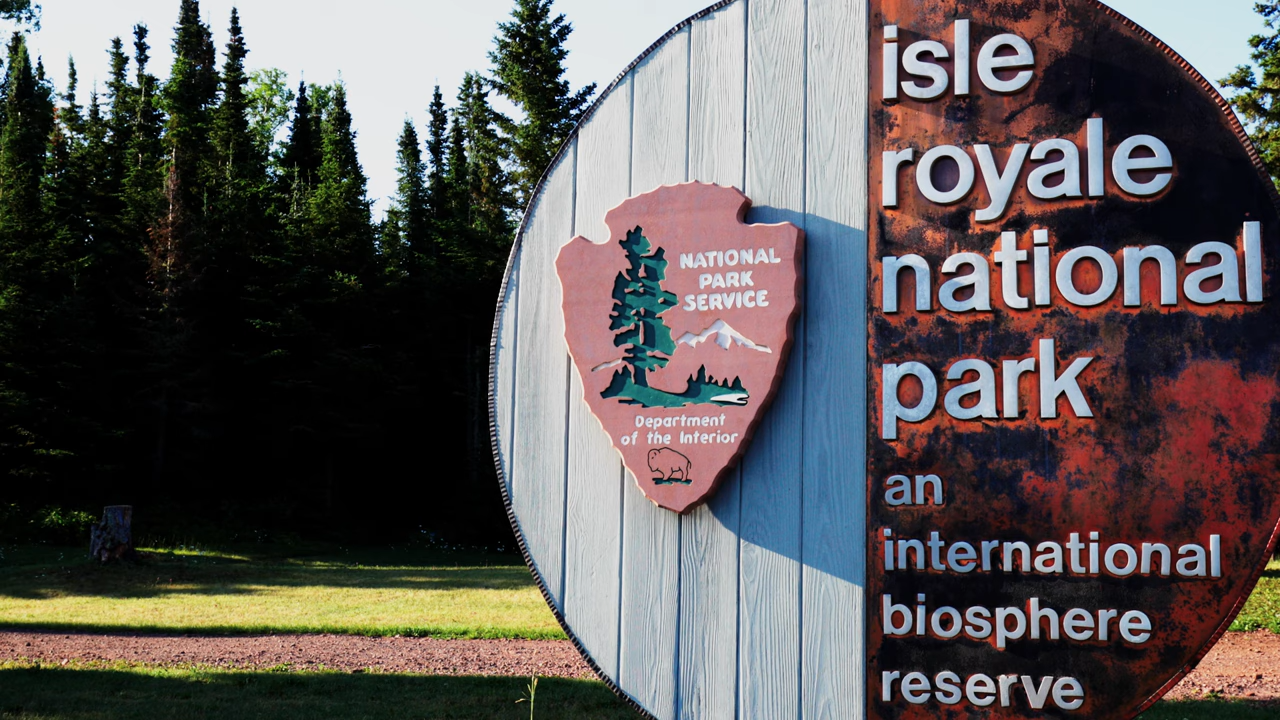 NATIONAL
PARK
SERVICE
Department
of the Interior
isle
royale
national
park
an
international
biosphere
reserve